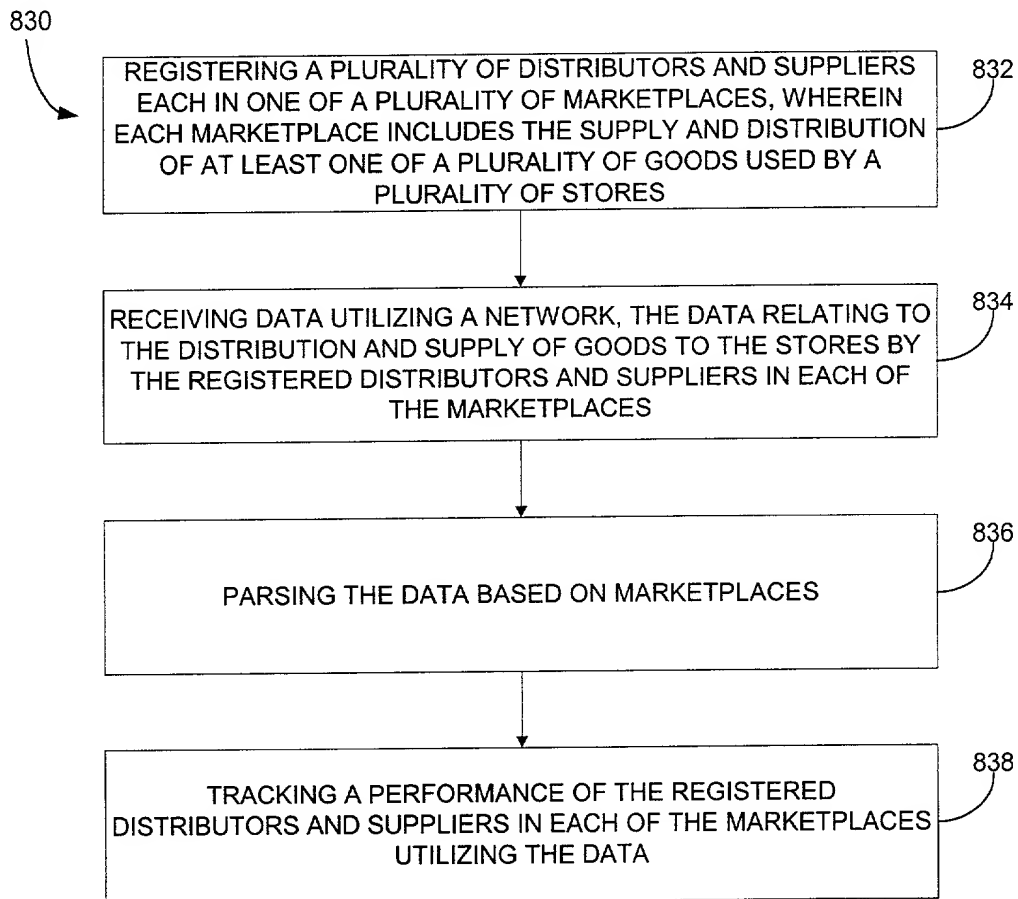 830
REGISTERING A PLURALITY OF DISTRIBUTORS AND SUPPLIERS
EACH IN ONE OF A PLURALITY OF MARKETPLACES, WHEREIN
EACH MARKETPLACE INCLUDES THE SUPPLY AND DISTRIBUTION
OF AT LEAST ONE OF A PLURALITY OF GOODS USED BY A
PLURALITY OF STORES
832
RECEIVING DATA UTILIZING A NETWORK, THE DATA RELATING TO
THE DISTRIBUTION AND SUPPLY OF GOODS TO THE STORES BY
THE REGISTERED DISTRIBUTORS AND SUPPLIERS IN EACH OF
THE MARKETPLACES
834
PARSING THE DATA BASED ON MARKETPLACES
836
TRACKING A PERFORMANCE OF THE REGISTERED
DISTRIBUTORS AND SUPPLIERS IN EACH OF THE MARKETPLACES
UTILIZING THE DATA
838